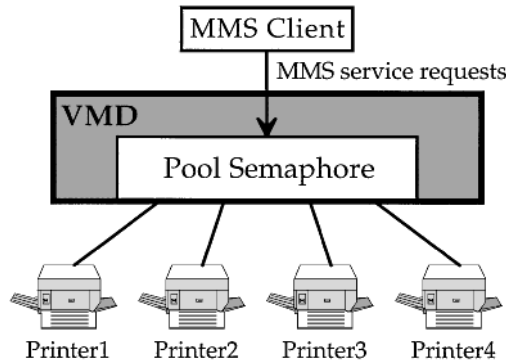 MMS Client
MMS service requests
VMD
Pool Semaphore
Printer1 Printer2 Printer3 Printer4